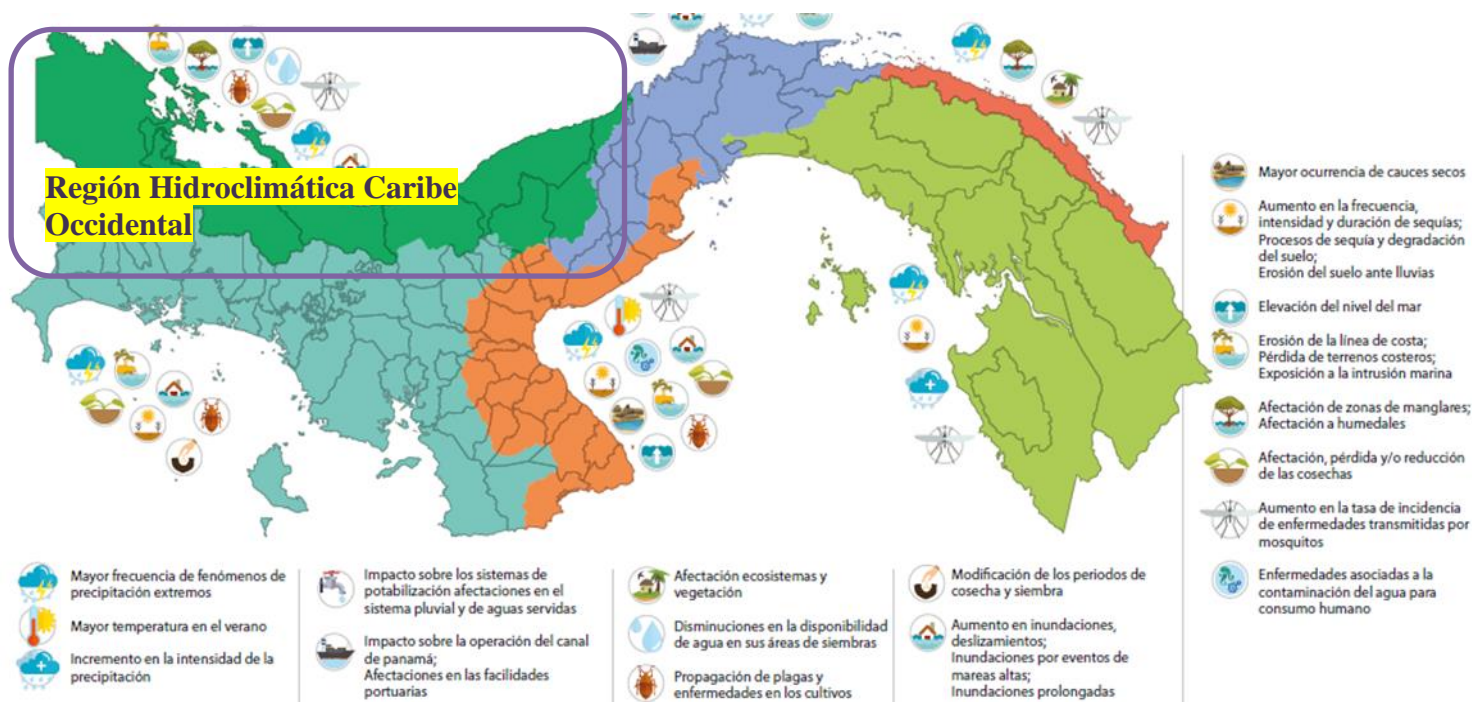 Región Hidroclimática Caribe
Occidental
Mayor ocurrencia de cauces secos
Aumento en la frecuencia,
intensidad y duración de sequías;
Procesos de sequía y degradación
del suelo;
Erosión del suelo ante lluvias
Elevación del nivel del mar
Erosión de la línea de costa;
Pérdida de terrenos costeros;
Exposición a la intrusión marina
Afectación de zonas de manglares;
Afectación a humedales
Afectación, pérdida y/o reducción
de las cosechas
Aumento en la tasa de incidencia
de enfermedades transmitidas por
mosquitos
Enfermedades asociadas a la
contaminación del agua para
consumo humano
Mayor frecuencia de fenómenos de
precipitación extremos
Mayor temperatura en el verano
Incremento en la intensidad de la
precipitación
Impacto sobre los sistemas de
potabilización afectaciones en el
sistema pluvial y de aguas servidas
Impacto sobre la operación del canal
de panamá;
Afectaciones en las facilidades
portuarias
Afectación ecosistemas y
vegetación
Disminuciones en la disponibilidad
de agua en sus áreas de siembras
Propagación de plagas y
enfermedades en los cultivos
Modificación de los periodos de
cosecha y siembra
Aumento en inundaciones,
deslizamientos;
Inundaciones por eventos de
mareas altas;
Inundaciones prolongadas